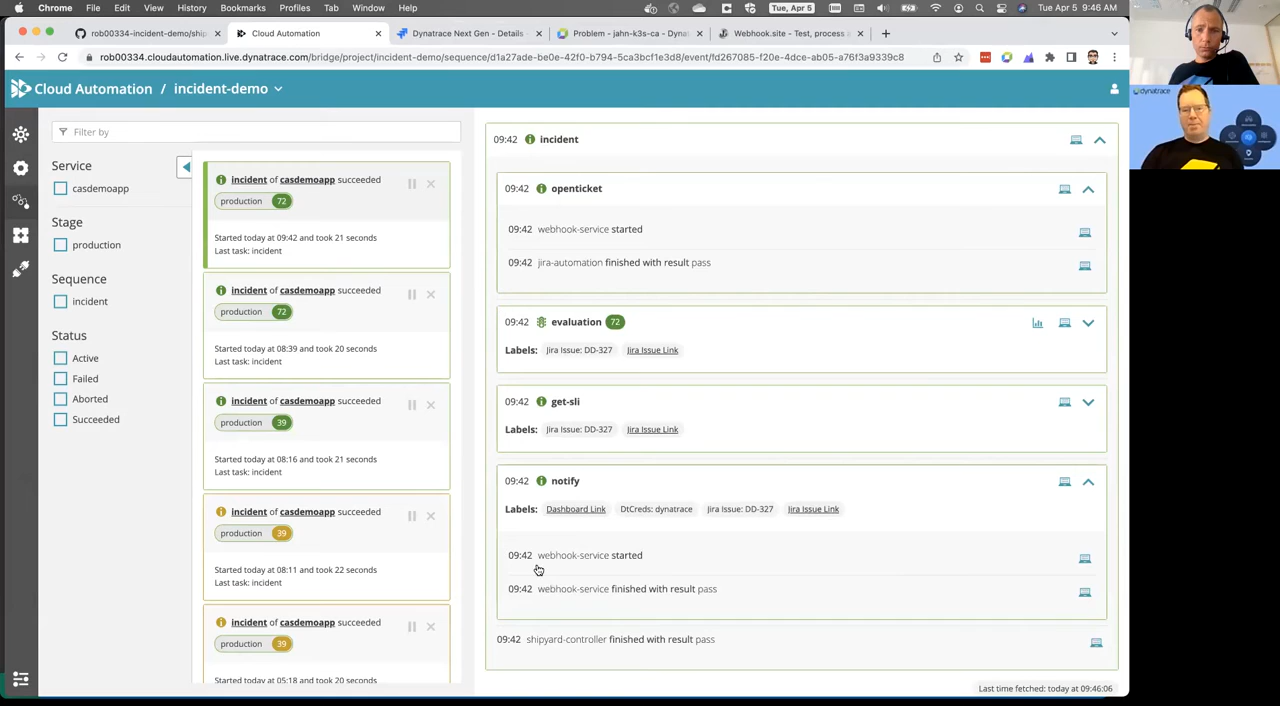 Chrome File Edit View History Bookmarks Profiles Tab Window Help
Tue, Apr 5
Tue Apr 5 9:46 AM
rob00334-incident-demo/ship
Cloud Automation
Dynatrace Next Gen - Details
Problem - jahn-k3s-ca - Dyna
Webhook.site - Test, process a
rob00334.cloudautomation.live.dynatrace.com/bridge/project/incident-demo/sequence/d1a27ade-be0e-42f0-b794-5ca3bcf1e3d8/event/fd267085-f20e-4dce-ab05-a76f3a9339c8
Cloud Automation / incident-demo
dynatrace
Filter by
Service
casdemoapp
Stage
production
Sequence
incident
Status
Active
Failed
Aborted
Succeeded
incident of casdemoapp succeeded
production 72
Started today at 09:42 and took 21 seconds
Last task: incident
incident of casdemoapp succeeded
production 72
Started today at 08:39 and took 20 seconds
Last task: incident
incident of casdemoapp succeeded
production 39
Started today at 08:16 and took 21 seconds
Last task: incident
incident of casdemoapp succeeded
production 39
Started today at 08:11 and took 22 seconds
Last task: incident
incident of casdemoapp succeeded
production 39
Started today at 05:18 and took 20 seconds
09:42 incident
09:42 openticket
09:42 webhook-service started
09:42 jira-automation finished with result pass
09:42 evaluation 72
Labels: Jira Issue: DD-327 Jira Issue Link
09:42 get-sli
Labels: Jira Issue: DD-327 Jira Issue Link
09:42 notify
Labels: Dashboard Link DtCreds: dynatrace Jira Issue: DD-327 Jira Issue Link
09:42 webhook-service started
09:42 webhook-service finished with result pass
09:42 shipyard-controller finished with result pass
Last time fetched: today at 09:46:06